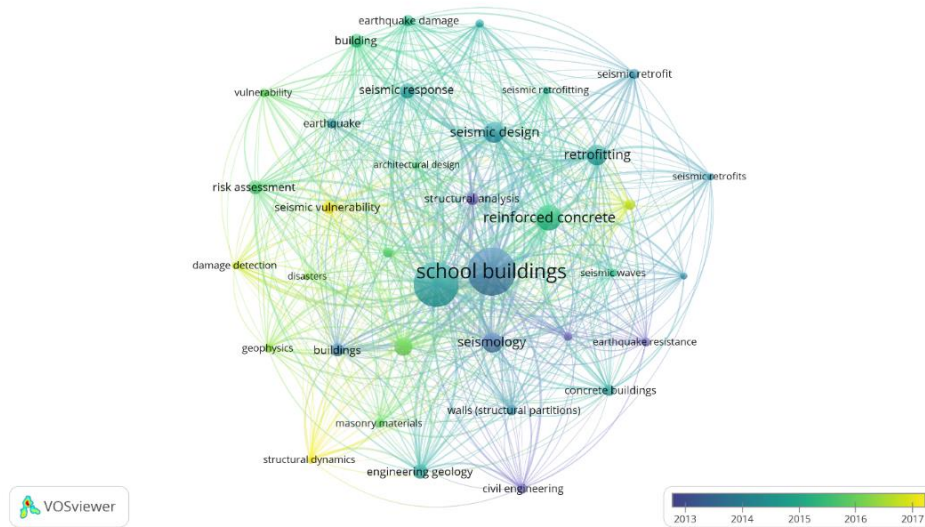 earthquake damage
building
seismic retrofit
vulnerability
seismic response
seismic retrofitting
earthquake
seismic design
retrofitting
architectural design
seismic retrofits
risk assessment
structural analysis
seismic vulnerability
reinforced concrete
damage detection
disasters
school buildings
seismic waves
geophysics
buildings
seismology
earthquake resistance
concrete buildings
walls (structural partitions)
masonry materials
structural dynamics
engineering geology
civil engineering
VOSviewer
2013 2014 2015 2016 2017